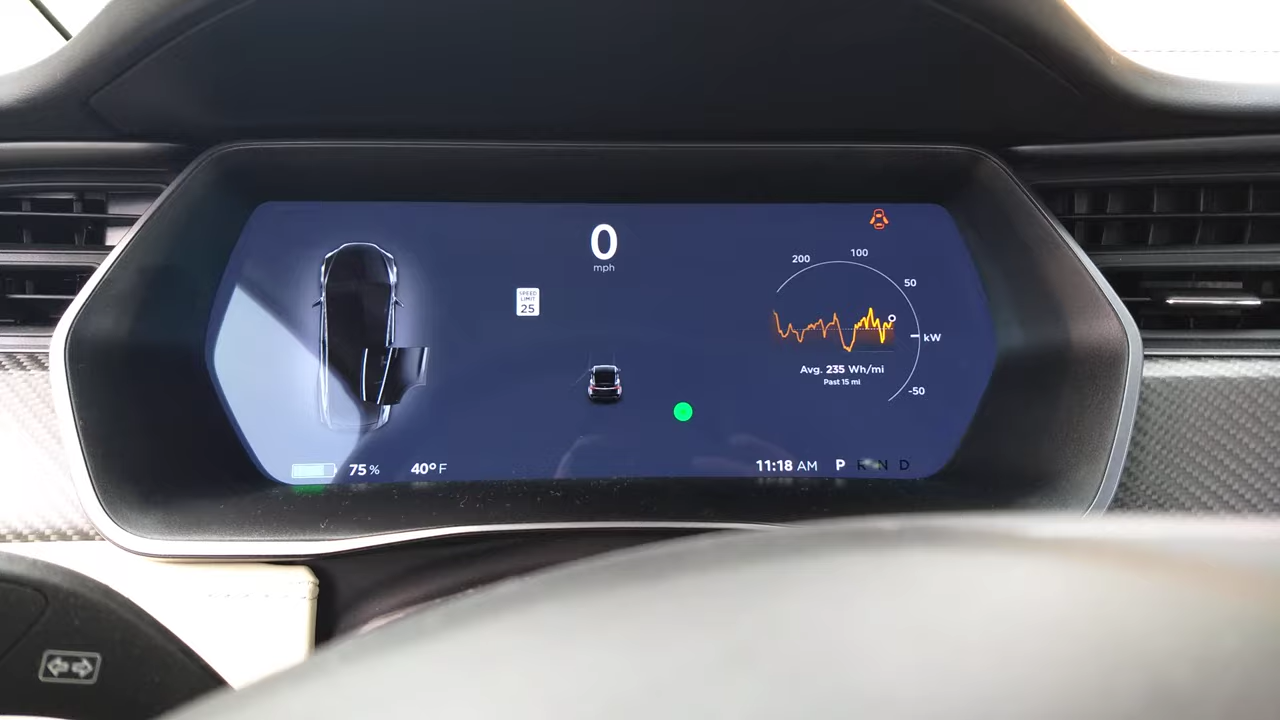 0
mph
SPEED
LIMIT
25
200
100
50
kW
-50
Avg. 235 Wh/mi
Past 15 mi
75 %
40° F
11:18 AM P R N D